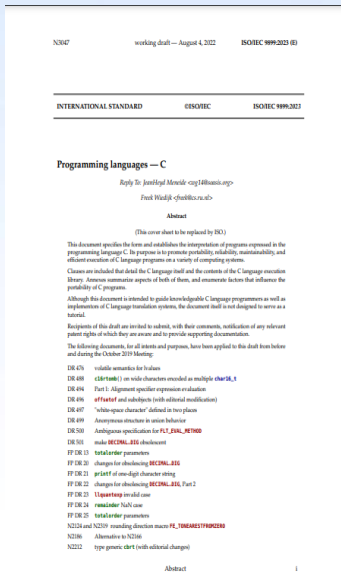 N3047 working draft — August 4, 2022 ISO/IEC 9899:2023 (E)
INTERNATIONAL STANDARD ©ISO/IEC ISO/IEC 9899:2023
Programming languages — C
Reply To: JeanHeyd Meneide <wg14@soasis.org>
Freek Wiedijk <freek@cs.ru.nl>
Abstract
(This cover sheet to be replaced by ISO.)
This document specifies the form and establishes the interpretation of programs expressed in the
programming language C. Its purpose is to promote portability, reliability, maintainability, and
efficient execution of C language programs on a variety of computing systems.
Clauses are included that detail the C language itself and the contents of the C language execution
library. Annexes summarize aspects of both of them, and enumerate factors that influence the
portability of C programs.
Although this document is intended to guide knowledgeable C language programmers as well as
implementors of C language translation systems, the document itself is not designed to serve as a
tutorial.
Recipients of this draft are invited to submit, with their comments, notification of any relevant
patent rights of which they are aware and to provide supporting documentation.
The following documents, for all intents and purposes, have been applied to this draft from before
and during the October 2019 Meeting:
DR 476 volatile semantics for lvalues
DR 488 c16rtomb() on wide characters encoded as multiple char16_t
DR 494 Part 1: Alignment specifier expression evaluation
DR 496 offsetof and subobjects (with editorial modification)
DR 497 "white-space character" defined in two places
DR 499 Anonymous structure in union behavior
DR 500 Ambiguous specification for FLT_EVAL_METHOD
DR 501 make DECIMAL_DIG obsolescent
FP DR 13 totalorder parameters
FP DR 20 changes for obsolescing DECIMAL_DIG
FP DR 21 printf of one-digit character string
FP DR 22 changes for obsolescing DECIMAL_DIG, Part 2
FP DR 23 llquantexp invalid case
FP DR 24 remainder NaN case
FP DR 25 totalorder parameters
N2124 and N2319 rounding direction macro FE_TONEARESTFROMZERO
N2186 Alternative to N2166
N2212 type generic cbrt (with editorial changes)
Abstract i